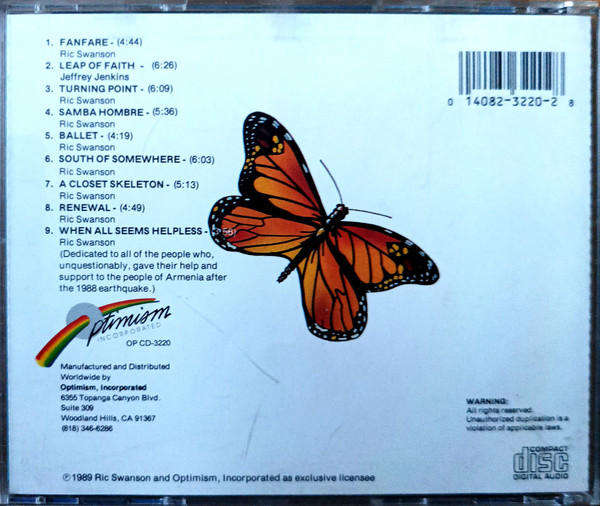 1. FANFARE - (4:44)
Ric Swanson
2. LEAP OF FAITH - (6:26)
Jeffrey Jenkins
3. TURNING POINT - (6:09)
Ric Swanson
4. SAMBA HOMBRE - (5:36)
Ric Swanson
5. BALLET - (4:19)
Ric Swanson
6. SOUTH OF SOMEWHERE - (6:03)
Ric Swanson
7. A CLOSET SKELETON - (5:13)
Ric Swanson
8. RENEWAL - (4:49)
Ric Swanson
9. WHEN ALL SEEMS HELPLESS -
Ric Swanson
(Dedicated to all of the people who,
unquestionably, gave their help and
support to the people of Armenia after
the 1988 earthquake.)
Optimism
INCORPORATED
OP CD-3220
Manufactured and Distributed
Worldwide by
Optimism, Incorporated
6355 Topanga Canyon Blvd.
Suite 309
Woodland Hills, CA 91367
(818) 346-6286
℗1989 Ric Swanson and Optimism, Incorporated as exclusive licensee
0 14082-3220-2 8
WARNING:
All rights reserved.
Unauthorized duplication is a
violation of applicable laws.
COMPACT
disc
DIGITAL AUDIO